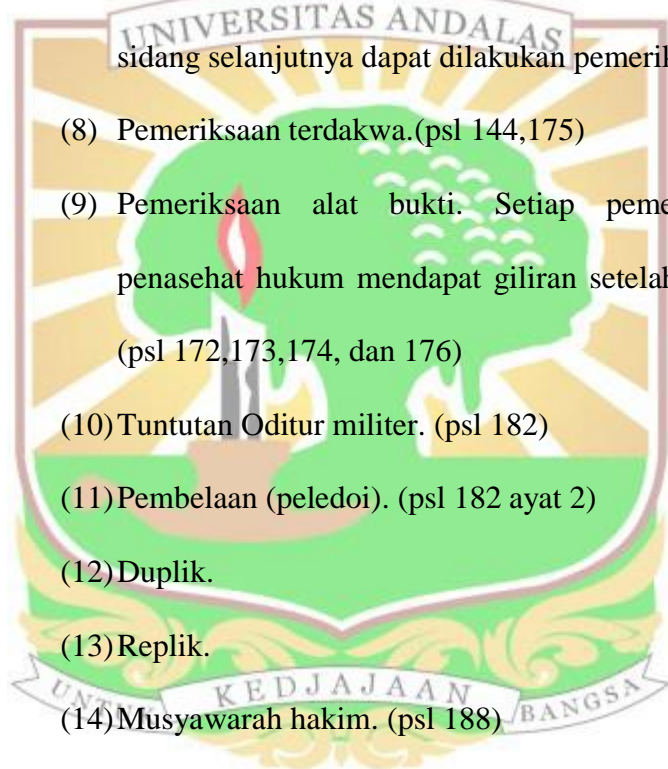 UNIVERSITAS ANDALAS
sidang selanjutnya dapat dilakukan
(8) Pemeriksaan terdakwa.(psl 144,175)
(9) Pemeriksaan alat bukti. Setiap
penasehat hukum mendapat giliran setelah
(psl 172,173,174, dan 176)
(10) Tuntutan Oditur militer. (psl 182)
(11) Pembelaan (peledoi). (psl 182 ayat 2)
(12) Duplik.
(13) Replik.
UNTUK KEDJAJAAN BANGSA
(14) Musyawarah hakim. (psl 188)